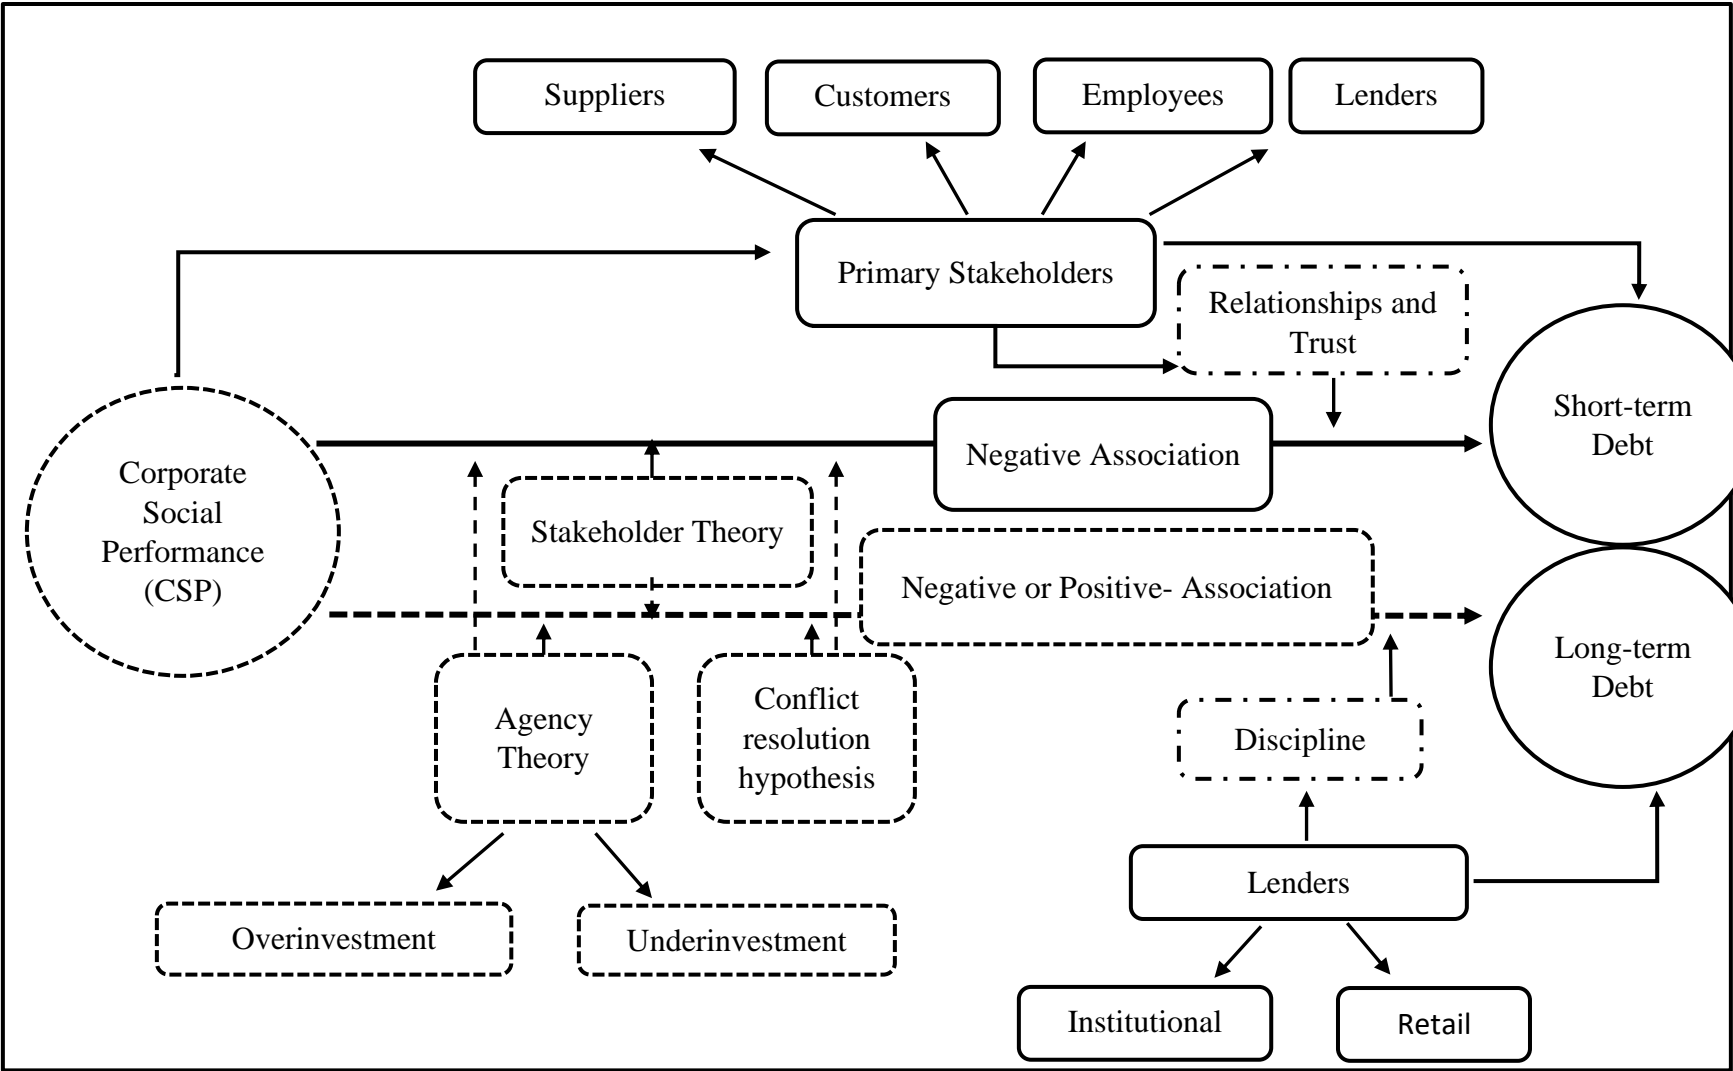 Suppliers
Customers
Employees
Lenders
Primary Stakeholders
Relationships and
Trust
Short-term
Debt
Negative Association
Corporate
Social
Performance
(CSP)
Stakeholder Theory
Negative or Positive- Association
Long-term
Debt
Agency
Theory
Conflict
resolution
hypothesis
Discipline
Lenders
Overinvestment
Underinvestment
Institutional
Retail